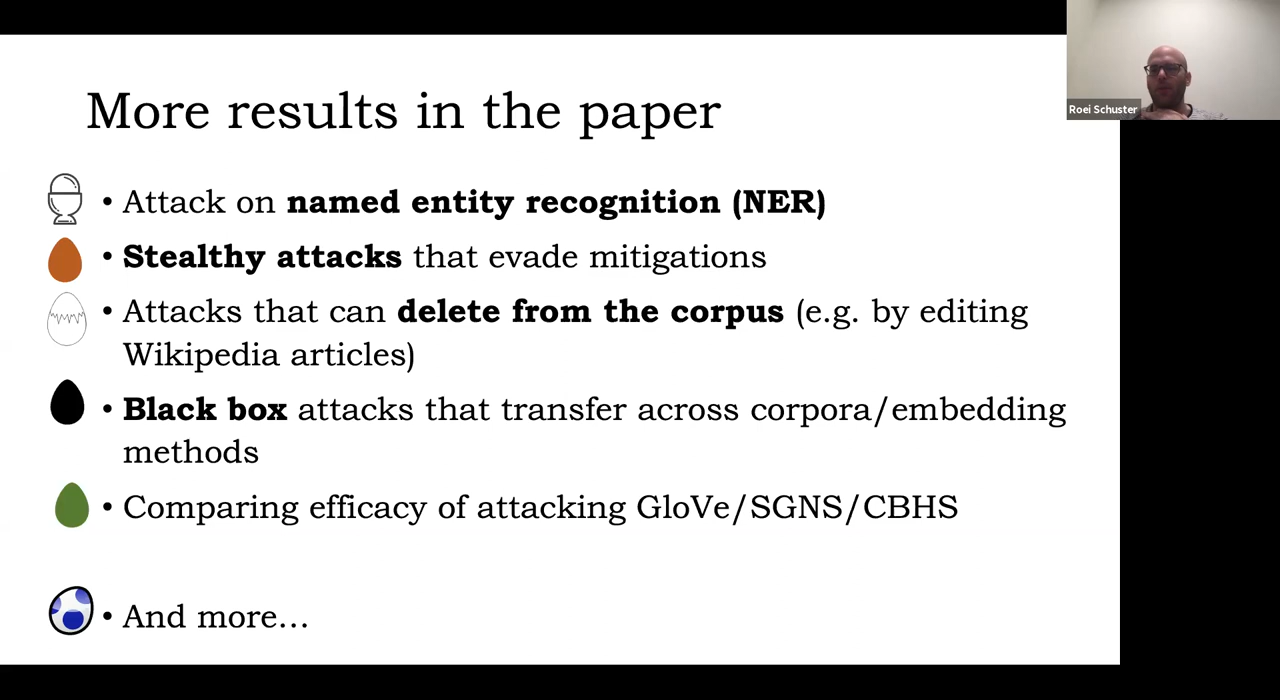 More results in the paper
Roei Schuster
• Attack on named entity recognition (NER)
• Stealthy attacks that evade mitigations
• Attacks that can delete from the corpus (e.g. by editing
Wikipedia articles)
• Black box attacks that transfer across corpora/embedding
methods
• Comparing efficacy of attacking GloVe/SGNS/CBHS
• And more…